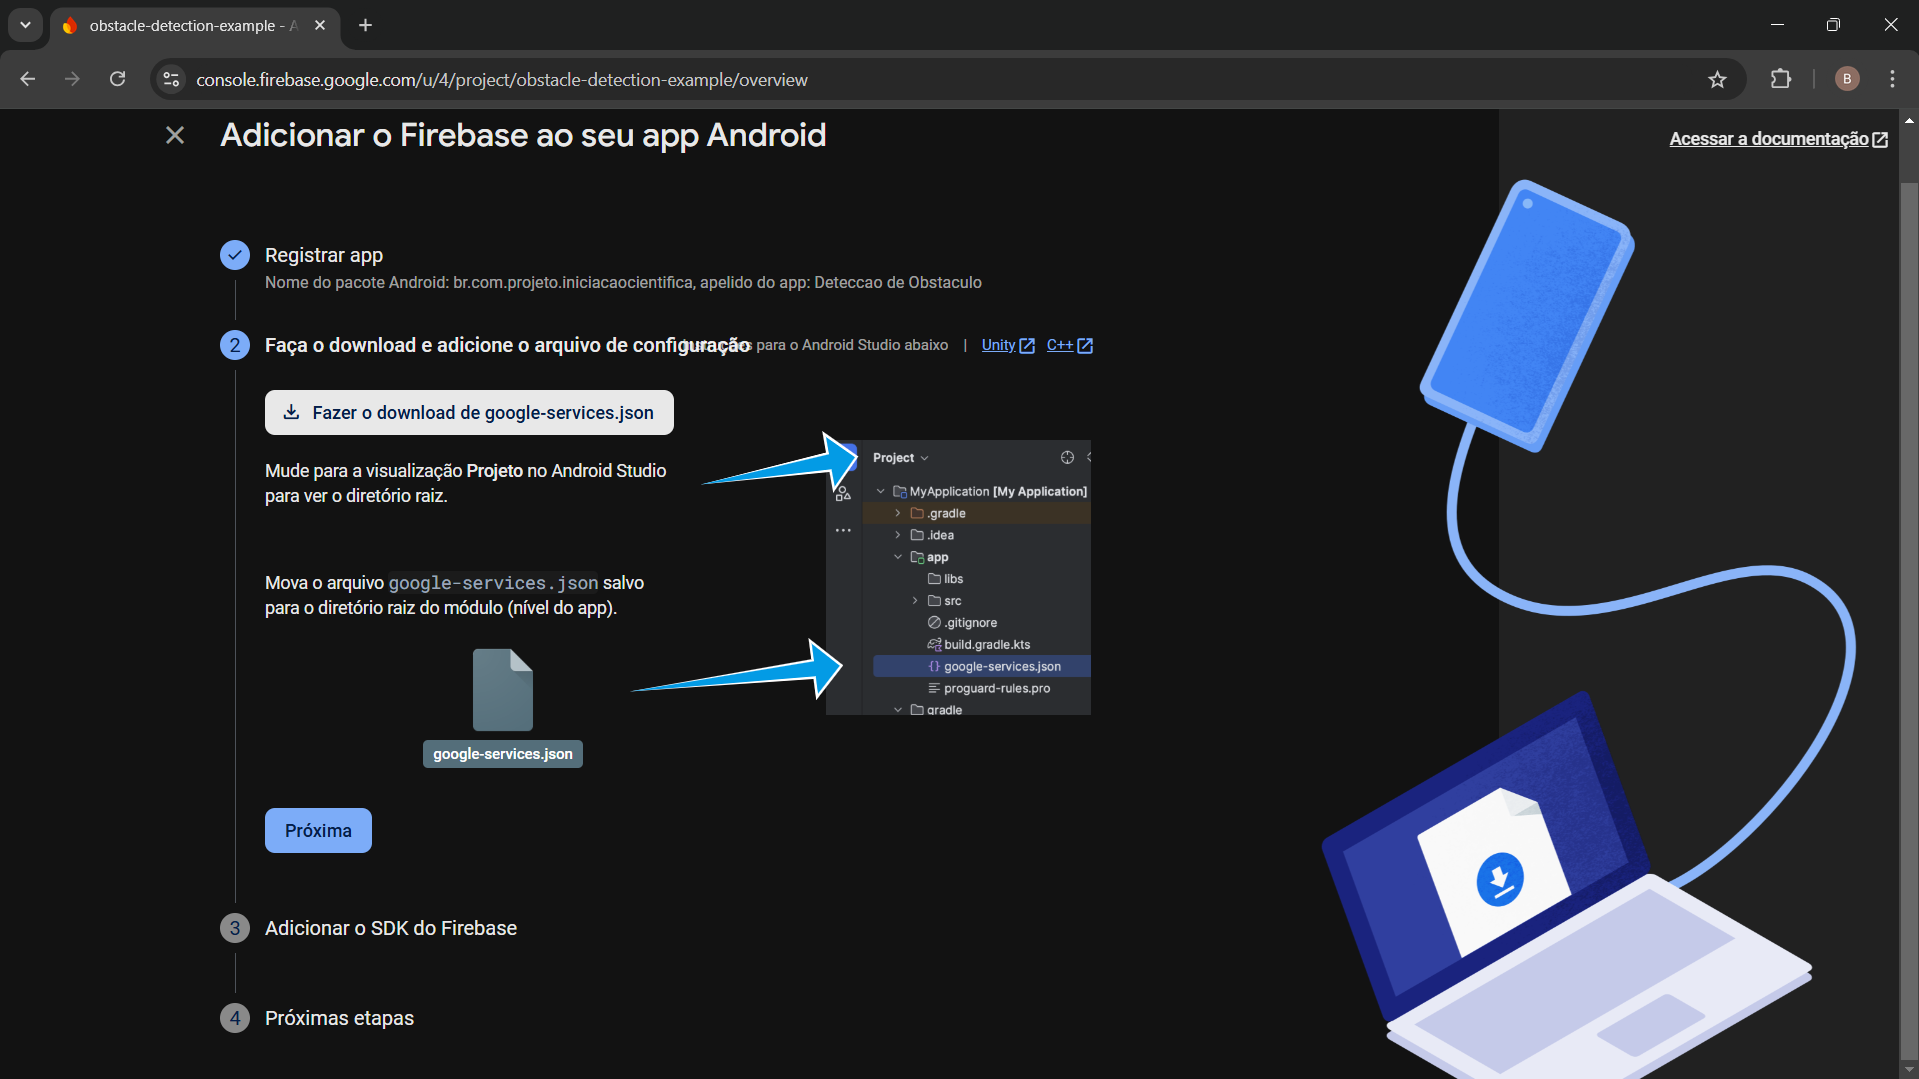 obstacle-detection-example - A
console.firebase.google.com/u/4/project/obstacle-detection-example/overview
B
Adicionar o Firebase ao seu app Android
Acessar a documentação
Registrar app
Nome do pacote Android: br.com.projeto.iniciacaocientifica, apelido do app: Deteccao de Obstaculo
2 Faça o download e adicione o arquivo de configuração
para o Android Studio abaixo | Unity C++
Fazer o download de google-services.json
Mude para a visualização Projeto no Android Studio
para ver o diretório raiz.
Mova o arquivo google-services.json salvo
para o diretório raiz do módulo (nível do app).
google-services.json
Project
MyApplication [My Application]
.gradle
.idea
app
libs
src
.gitignore
build.gradle.kts
google-services.json
proguard-rules.pro
gradle
Próxima
3 Adicionar o SDK do Firebase
4 Próximas etapas